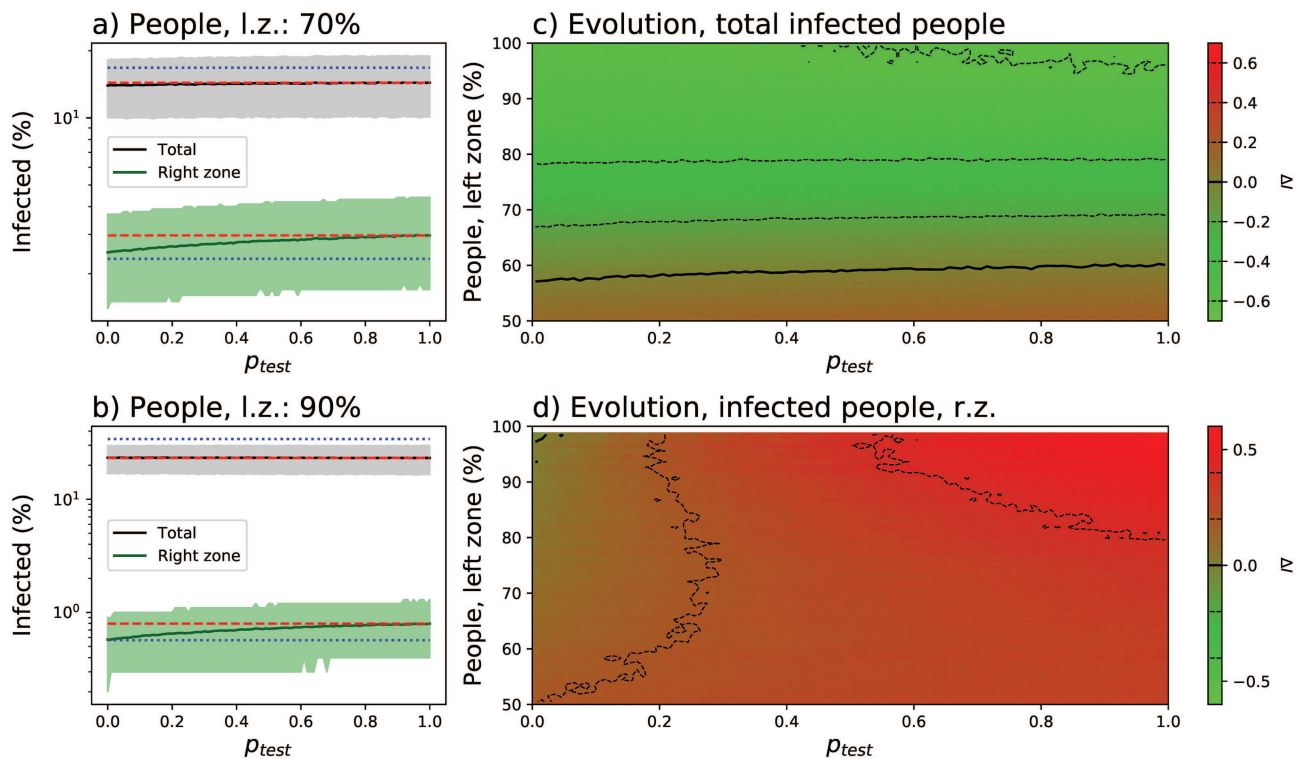 a) People, l.z.: 70%
Infected (%)
10¹
Total
Right zone
0.0 0.2 0.4 0.6 0.8 1.0
p_test
c) Evolution, total infected people
People, left zone (%)
100
90
80
70
60
50
0.0 0.2 0.4 0.6 0.8 1.0
p_test
0.6
0.4
0.2
0.0
−0.2
−0.4
−0.6
ΔI
b) People, l.z.: 90%
Infected (%)
10¹
10⁰
Total
Right zone
0.0 0.2 0.4 0.6 0.8 1.0
p_test
d) Evolution, infected people, r.z.
People, left zone (%)
100
90
80
70
60
50
0.0 0.2 0.4 0.6 0.8 1.0
p_test
0.5
0.0
−0.5
ΔI